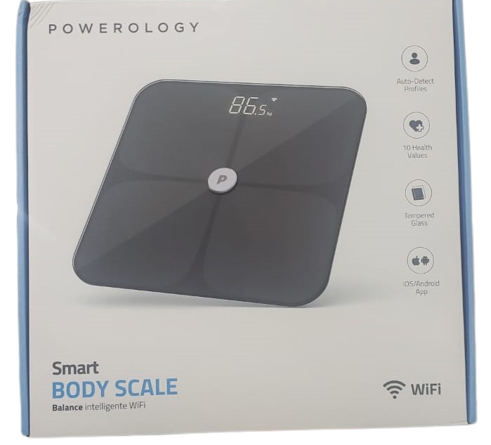 POWEROLOGY
86.5 kg
P
Auto-Detect
Profiles
10 Health
Values
Tempered
Glass
iOS/Android
App
Smart
BODY SCALE
Balance intelligente WiFi
WiFi